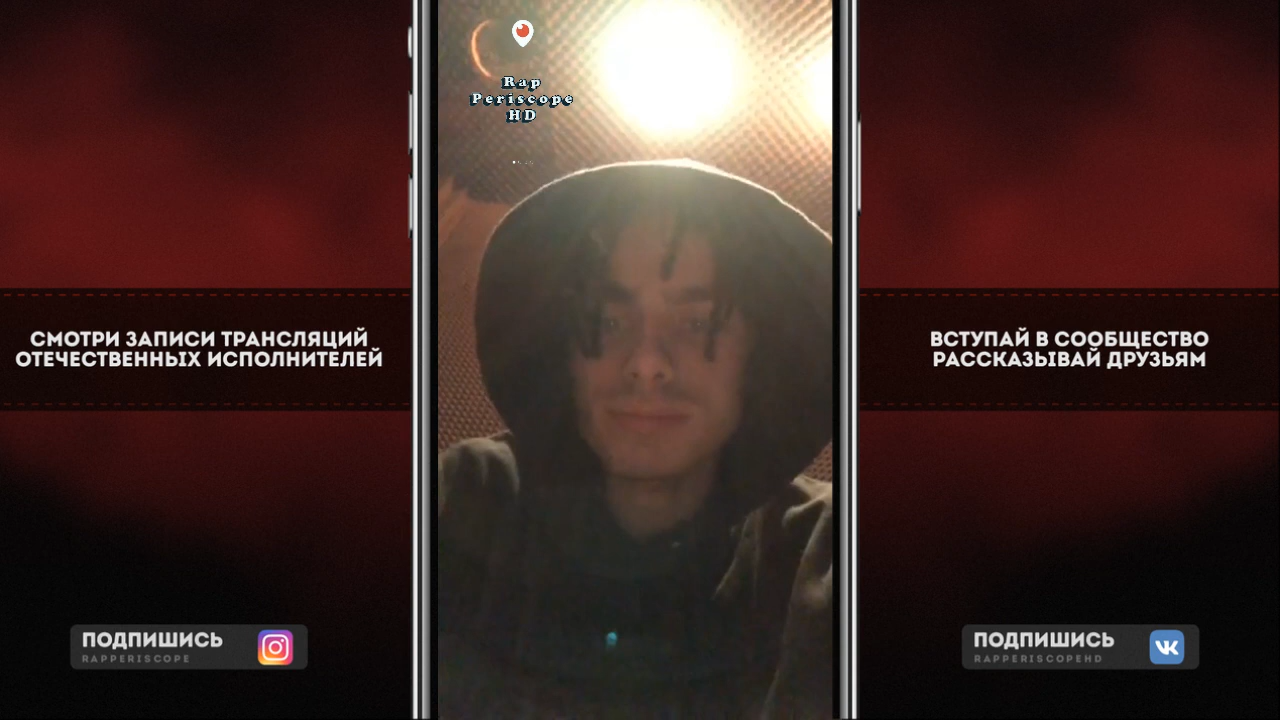 Rap
Periscope
HD
СМОТРИ ЗАПИСИ ТРАНСЛЯЦИЙ
ОТЕЧЕСТВЕННЫХ ИСПОЛНИТЕЛЕЙ
ВСТУПАЙ В СООБЩЕСТВО
РАССКАЗЫВАЙ ДРУЗЬЯМ
ПОДПИШИСЬ
RAPPERISCOPE
ПОДПИШИСЬ
RAPPERISCOPEHD